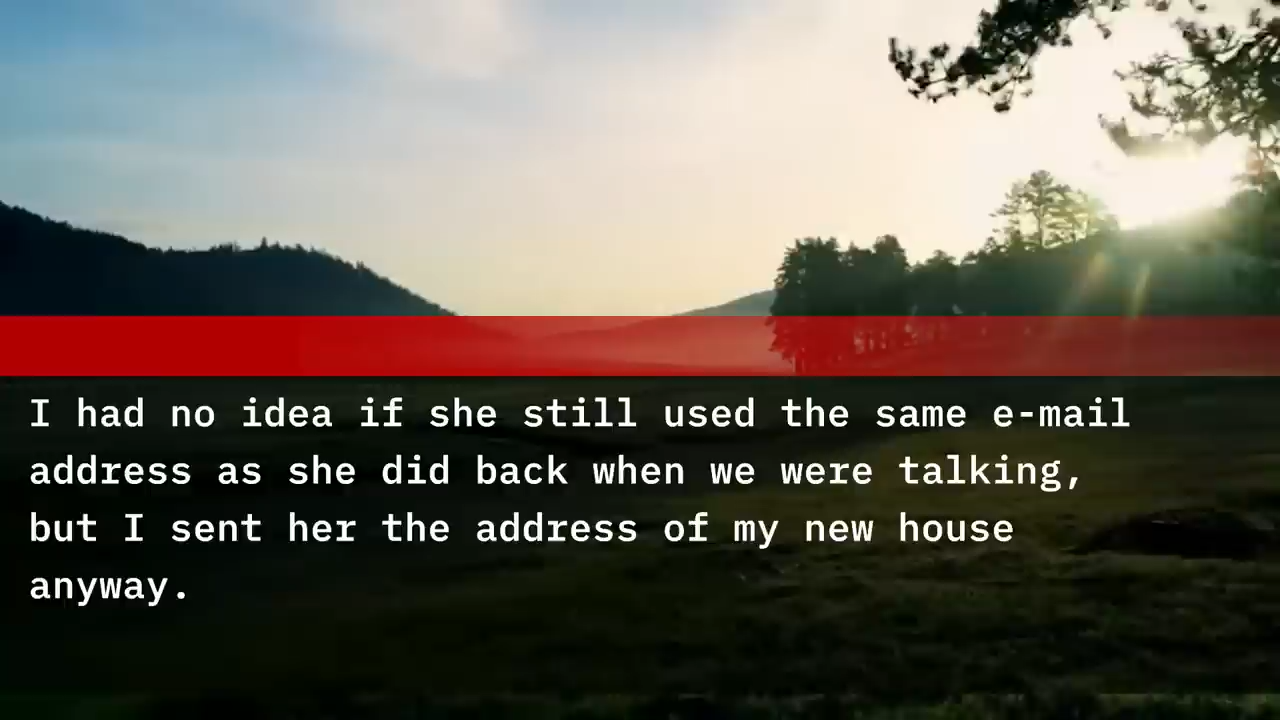 I had no idea if she still used the same e-mail
address as she did back when we were talking,
but I sent her the address of my new house
anyway.